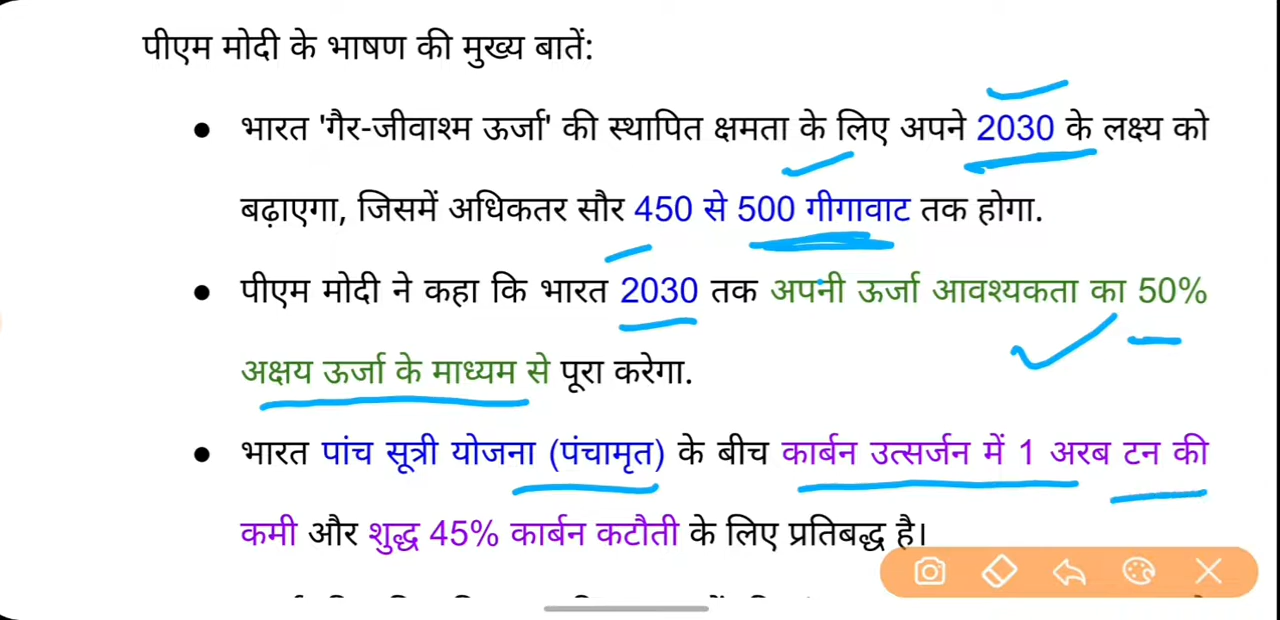 पीएम मोदी के भाषण की मुख्य बातें:
● भारत 'गैर-जीवाश्म ऊर्जा' की स्थापित क्षमता के लिए अपने 2030 के लक्ष्य को
बढ़ाएगा, जिसमें अधिकतर सौर 450 से 500 गीगावाट तक होगा.
● पीएम मोदी ने कहा कि भारत 2030 तक अपनी ऊर्जा आवश्यकता का 50%
अक्षय ऊर्जा के माध्यम से पूरा करेगा.
● भारत पांच सूत्री योजना (पंचामृत) के बीच कार्बन उत्सर्जन में 1 अरब टन की
कमी और शुद्ध 45% कार्बन कटौती के लिए प्रतिबद्ध है।